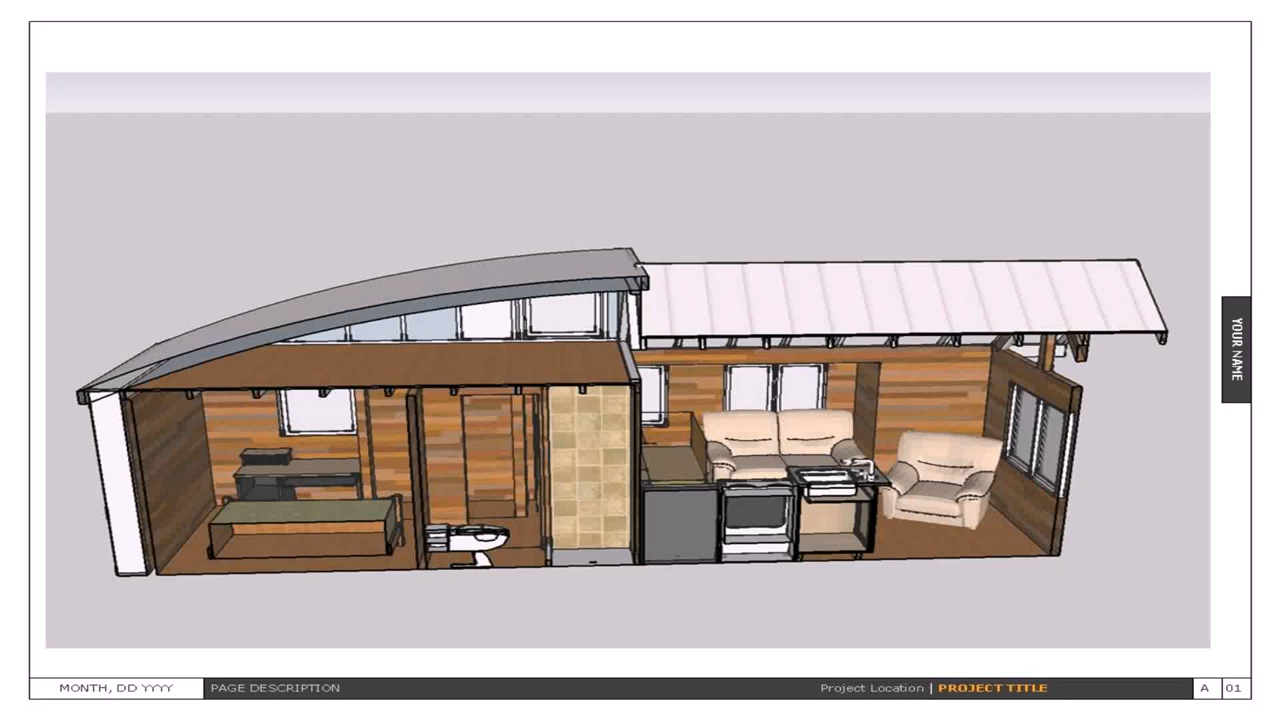 YOUR NAME
MONTH, DD YYYY
PAGE DESCRIPTION
Project Location | PROJECT TITLE
A
01